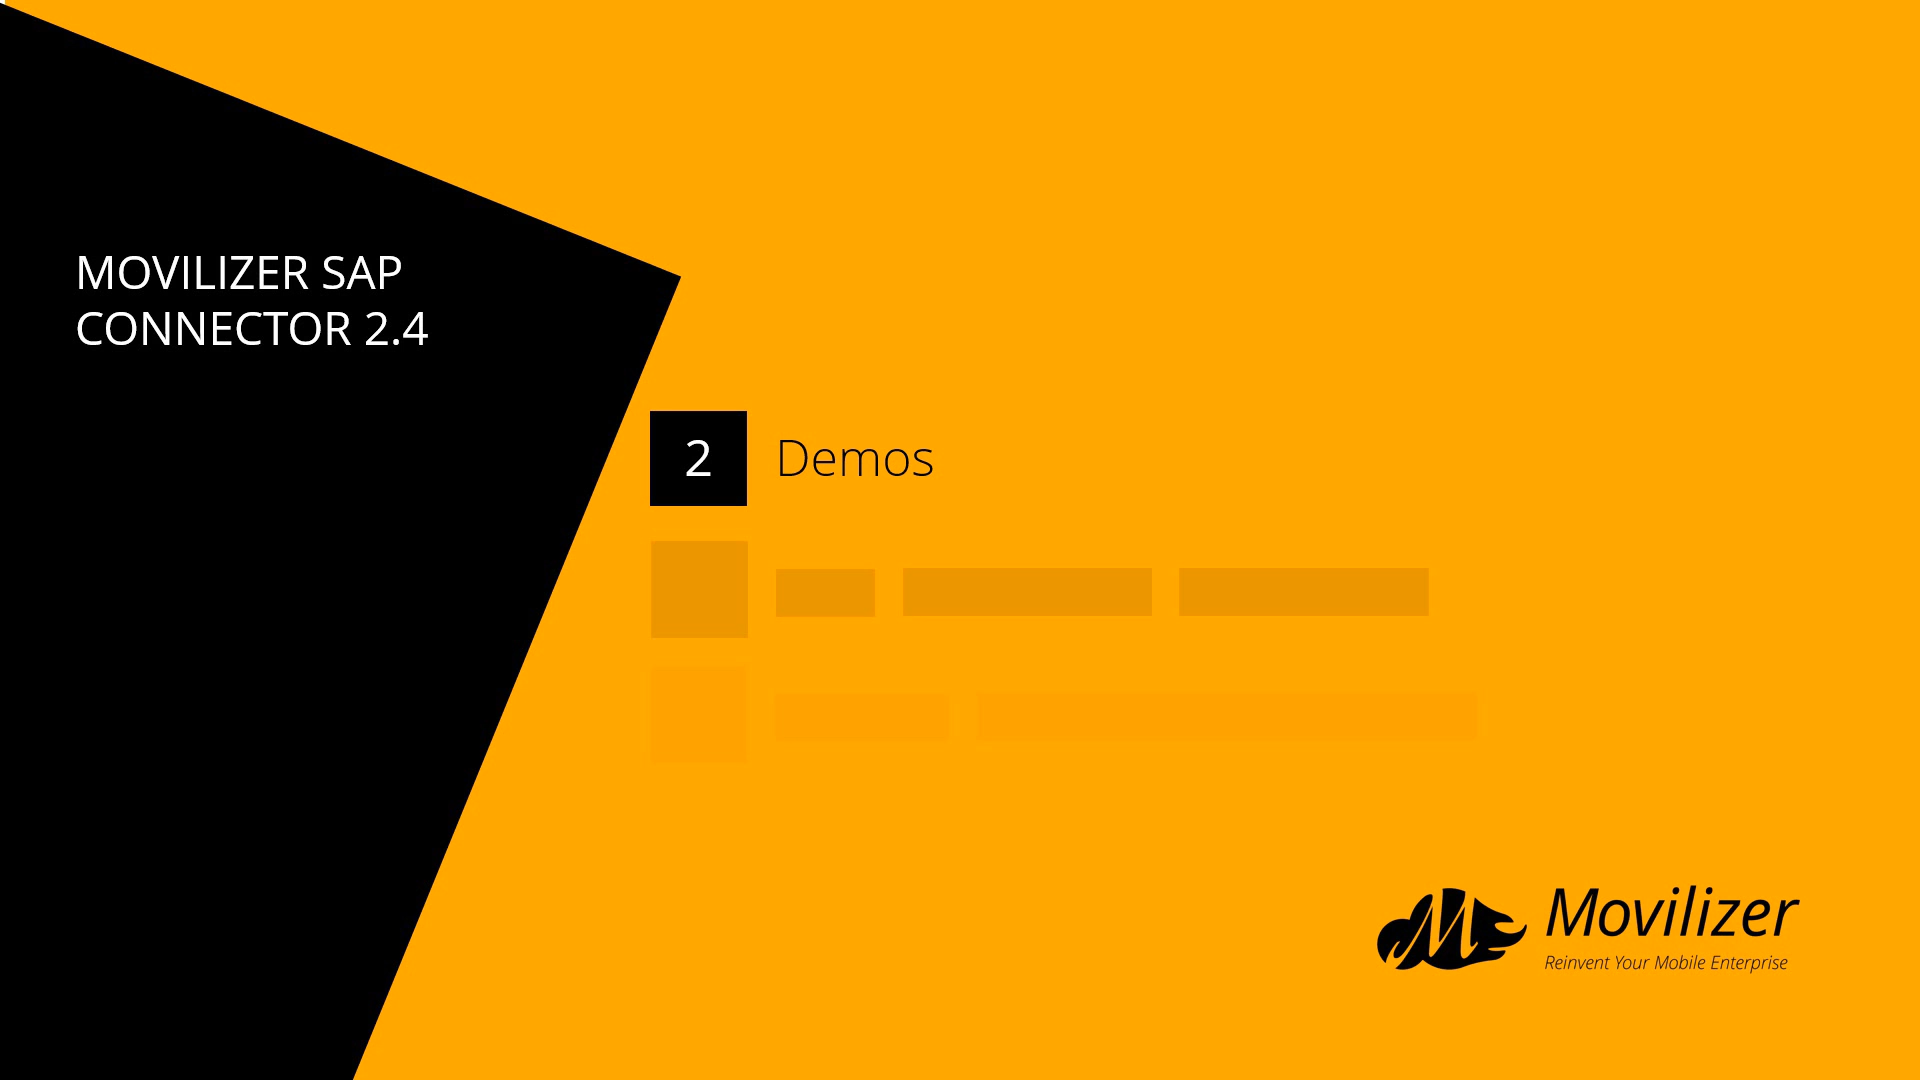 MOVILIZER SAP
CONNECTOR 2.4
2 Demos
Movilizer
Reinvent Your Mobile Enterprise